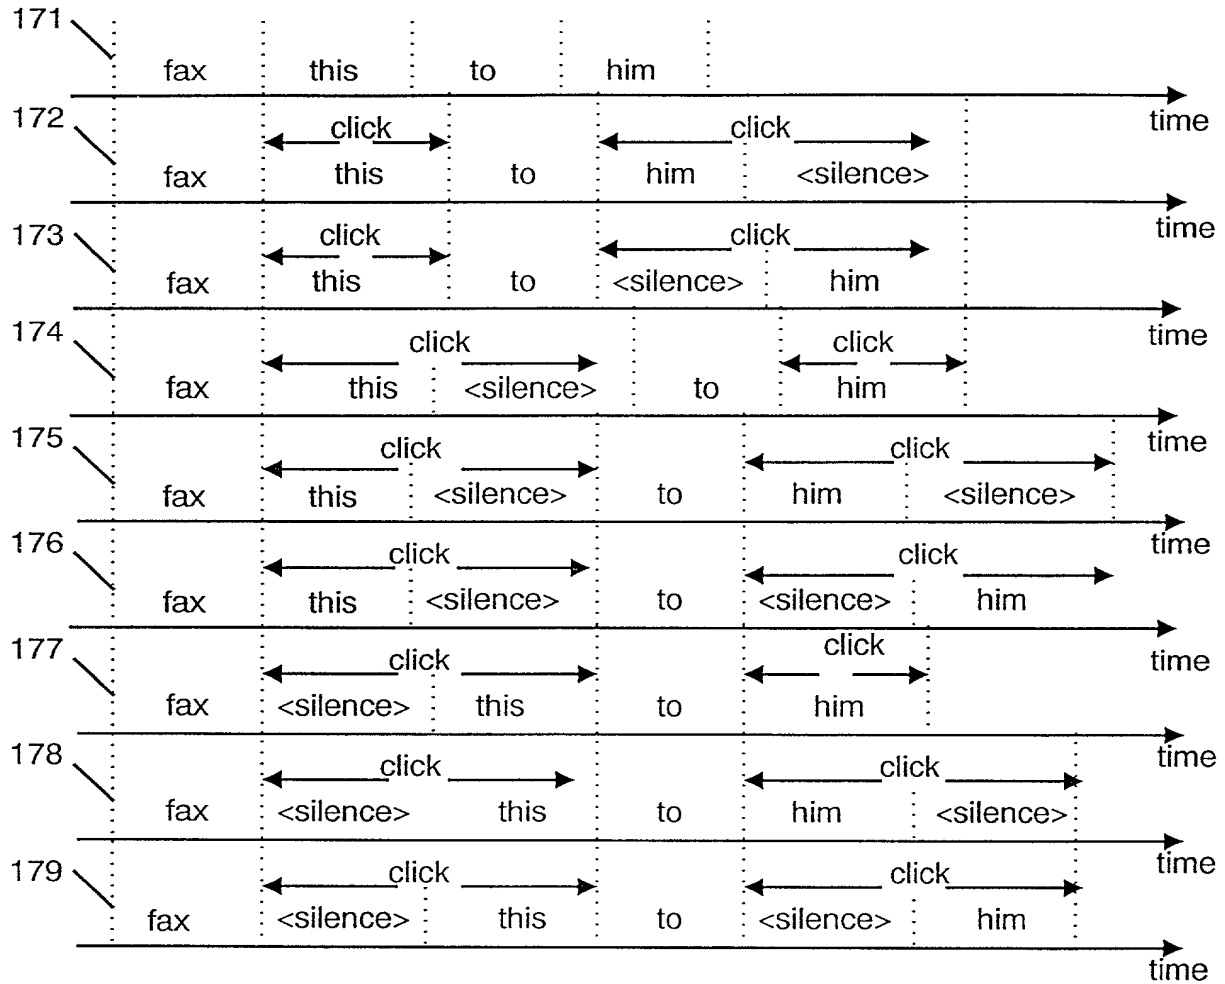 171
fax this to him
time
172
click click
fax this to him <silence>
time
173
click click
fax this to <silence> him
time
174
click click
fax this <silence> to him
time
175
click click
fax this <silence> to him <silence>
time
176
click click
fax this <silence> to <silence> him
time
177
click click
fax <silence> this to him
time
178
click click
fax <silence> this to him <silence>
time
179
click click
fax <silence> this to <silence> him
time